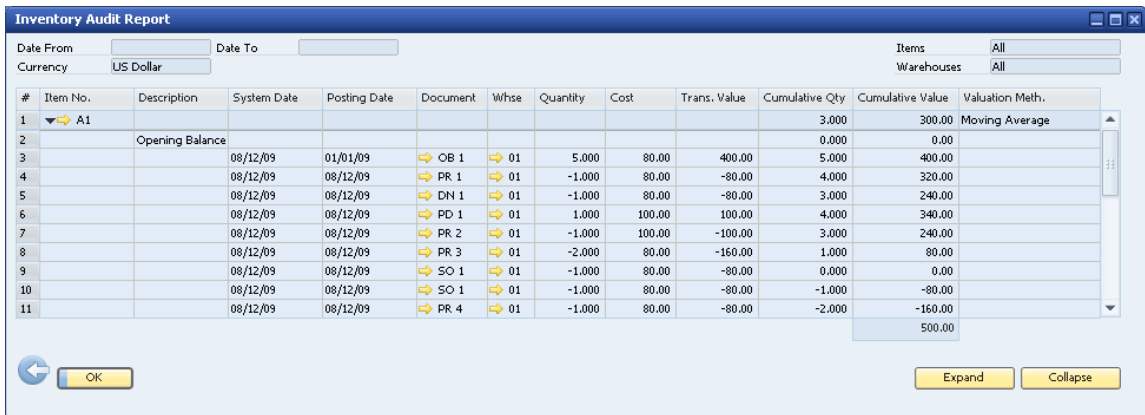 Inventory Audit Report
Date From Date To Items All
Currency US Dollar Warehouses All
# Item No. Description System Date Posting Date Document Whse Quantity Cost Trans. Value Cumulative Qty Cumulative Value Valuation Meth.
1 A1 3.000 300.00 Moving Average
2 Opening Balance 0.000 0.00
3 08/12/09 01/01/09 OB 1 01 5.000 80.00 400.00 5.000 400.00
4 08/12/09 08/12/09 PR 1 01 -1.000 80.00 -80.00 4.000 320.00
5 08/12/09 08/12/09 DN 1 01 -1.000 80.00 -80.00 3.000 240.00
6 08/12/09 08/12/09 PD 1 01 1.000 100.00 100.00 4.000 340.00
7 08/12/09 08/12/09 PR 2 01 -1.000 100.00 -100.00 3.000 240.00
8 08/12/09 08/12/09 PR 3 01 -2.000 80.00 -160.00 1.000 80.00
9 08/12/09 08/12/09 SO 1 01 -1.000 80.00 -80.00 0.000 0.00
10 08/12/09 08/12/09 SO 1 01 -1.000 80.00 -80.00 -1.000 -80.00
11 08/12/09 08/12/09 PR 4 01 -1.000 80.00 -80.00 -2.000 -160.00
500.00
OK Expand Collapse